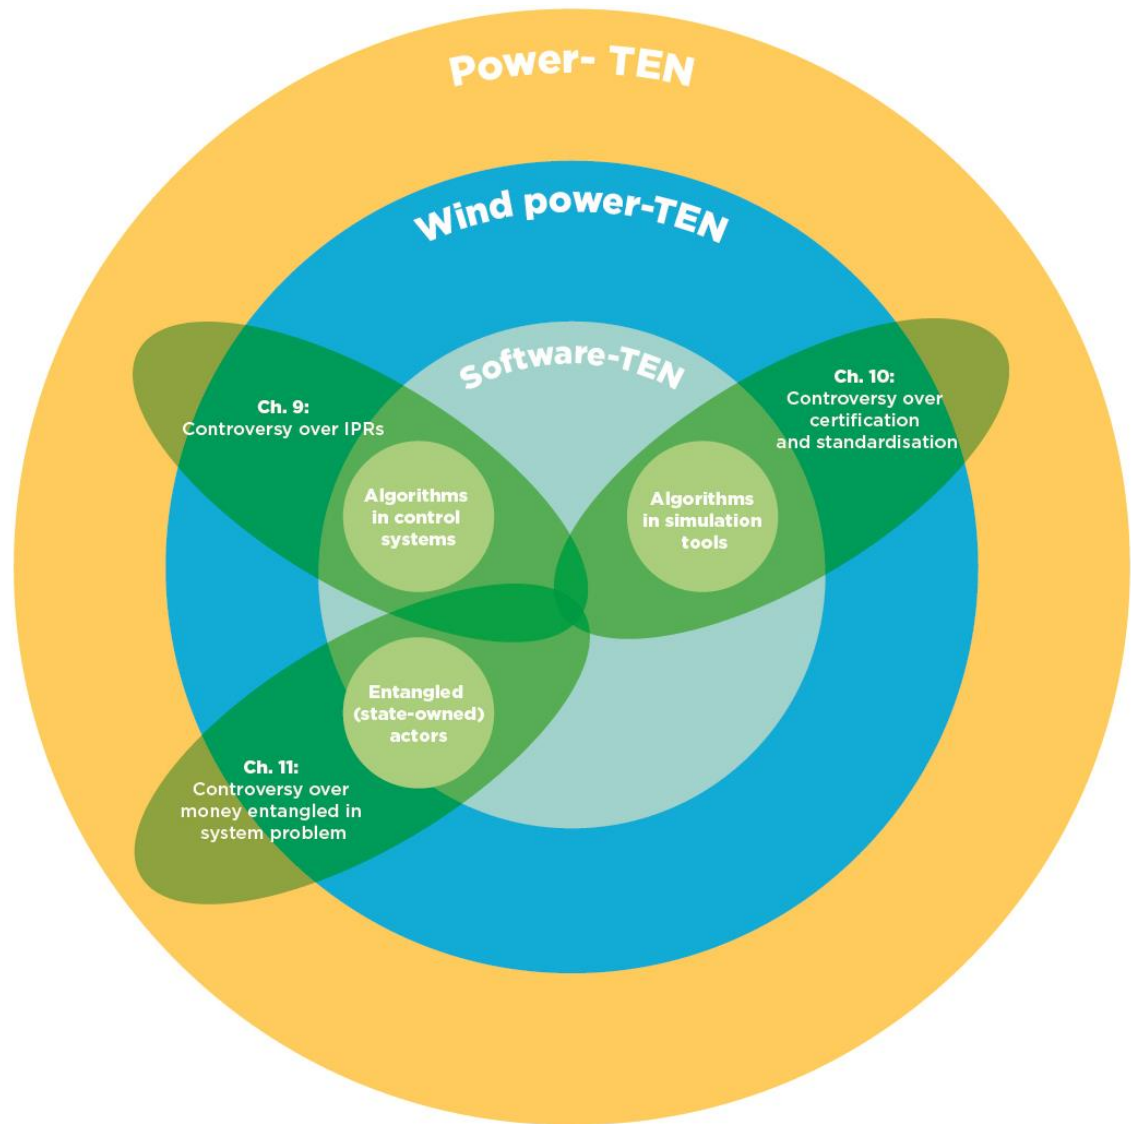 Power- TEN
Wind power-TEN
Software-TEN
Ch. 9:
Controversy over IPRs
Ch. 10:
Controversy over
certification
and standardisation
Algorithms
in control
systems
Algorithms
in simulation
tools
Entangled
(state-owned)
actors
Ch. 11:
Controversy over
money entangled in
system problem